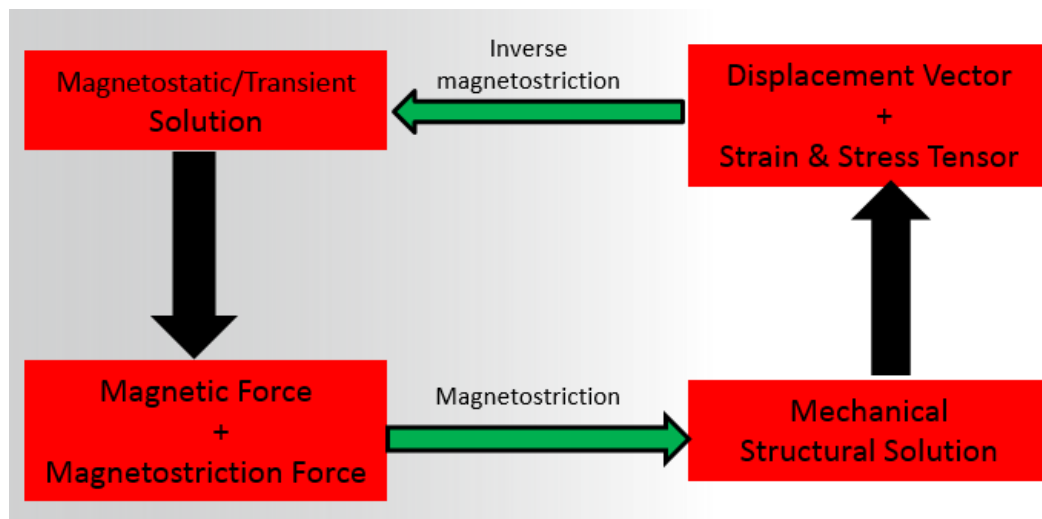 Magnetostatic/Transient
Solution
Inverse
magnetostriction
Displacement Vector
+
Strain & Stress Tensor
Magnetic Force
+
Magnetostriction Force
Magnetostriction
Mechanical
Structural Solution